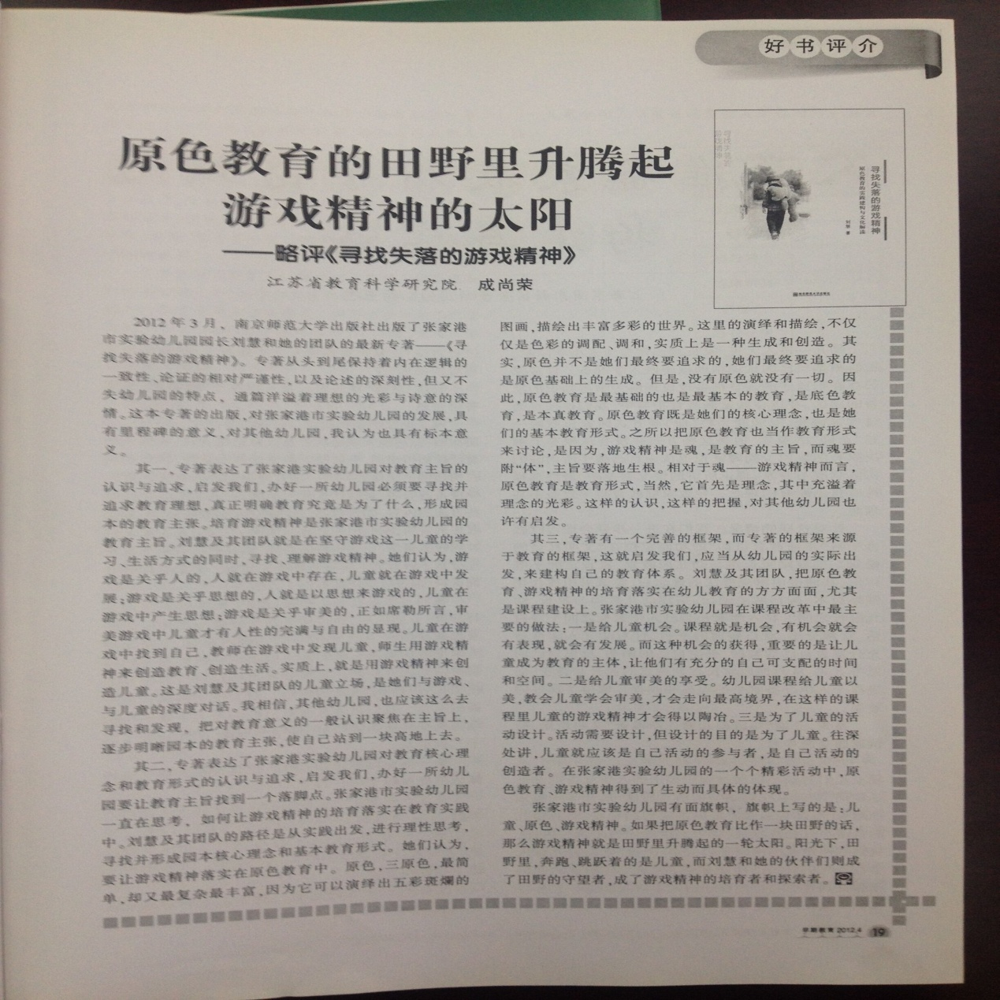 好书评介
原色教育的田野里升腾起
游戏精神的太阳
——略评《寻找失落的游戏精神》
江苏省教育科学研究院 成尚荣
寻找失落的游戏精神
原色教育的实践建构与文化解读
刘慧 著
2012年3月，南京师范大学出版社出版了张家港
市实验幼儿园园长刘慧和她的团队的最新专著——《寻
找失落的游戏精神》。专著从头到尾保持着内在逻辑的
一致性、论证的相对严谨性，以及论述的深刻性，但又不
失幼儿园的特点，通篇洋溢着理想的光彩与诗意的深
情。这本专著的出版，对张家港市实验幼儿园的发展，具
有里程碑的意义，对其他幼儿园，我认为也具有标本意
义。
其一，专著表达了张家港实验幼儿园对教育主旨的
认识与追求，启发我们，办好一所幼儿园必须要寻找并
追求教育理想，真正明确教育究竟是为了什么，形成园
本的教育主张。培育游戏精神是张家港市实验幼儿园的
教育主旨。刘慧及其团队就是在坚守游戏这一儿童的学
习、生活方式的同时，寻找、理解游戏精神。她们认为，游
戏是关乎人的，人就在游戏中存在，儿童就在游戏中发
展；游戏是关乎思想的，人就是以思想来游戏的，儿童在
游戏中产生思想；游戏是关乎审美的，正如席勒所言，审
美游戏中儿童才有人性的完满与自由的显现。儿童在游
戏中找到自己，教师在游戏中发现儿童，师生用游戏精
神来创造教育、创造生活。实质上，就是用游戏精神来创
造儿童。这是刘慧及其团队的儿童立场，是她们与游戏、
与儿童的深度对话。我相信，其他幼儿园，也应该这么去
寻找和发现，把对教育意义的一般认识聚焦在主旨上，
逐步明晰园本的教育主张，使自己站到一块高地上去。
其二，专著表达了张家港实验幼儿园对教育核心理
念和教育形式的认识与追求，启发我们，办好一所幼儿
园要让教育主旨找到一个落脚点。张家港市实验幼儿园
一直在思考，如何让游戏精神的培育落实在教育实践
中。刘慧及其团队的路径是从实践出发，进行理性思考，
寻找并形成园本核心理念和基本教育形式。她们认为，
要让游戏精神落实在原色教育中。原色，三原色，最简
单，却又最复杂最丰富，因为它可以演绎出五彩斑斓的
图画，描绘出丰富多彩的世界。这里的演绎和描绘，不仅
仅是色彩的调配、调和，实质上是一种生成和创造。其
实，原色并不是她们最终要追求的，她们最终要追求的
是原色基础上的生成。但是，没有原色就没有一切。因
此，原色教育是最基础的也是最基本的教育，是底色教
育，是本真教育。原色教育既是她们的核心理念，也是她
们的基本教育形式。之所以把原色教育也当作教育形式
来讨论，是因为，游戏精神是魂，是教育的主旨，而魂要
附“体”，主旨要落地生根。相对于魂——游戏精神而言，
原色教育是教育形式，当然，它首先是理念，其中充溢着
理念的光彩。这样的认识，这样的把握，对其他幼儿园也
许有启发。
其三，专著有一个完善的框架，而专著的框架来源
于教育的框架，这就启发我们，应当从幼儿园的实际出
发，来建构自己的教育体系。刘慧及其团队，把原色教
育、游戏精神的培育落实在幼儿教育的方方面面，尤其
是课程建设上。张家港市实验幼儿园在课程改革中最主
要的做法：一是给儿童机会。课程就是机会，有机会就会
有表现，就会有发展。而这种机会的获得，重要的是让儿
童成为教育的主体，让他们有充分的自己可支配的时间
和空间。二是给儿童审美的享受。幼儿园课程给儿童以
美，教会儿童学会审美，才会走向最高境界，在这样的课
程里儿童的游戏精神才会得以陶冶。三是为了儿童的活
动设计。活动需要设计，但设计的目的是为了儿童。往深
处讲，儿童就应该是自己活动的参与者，是自己活动的
创造者。在张家港实验幼儿园的一个个精彩活动中，原
色教育、游戏精神得到了生动而具体的体现。
张家港市实验幼儿园有面旗帜，旗帜上写的是：儿
童、原色、游戏精神。如果把原色教育比作一块田野的话，
那么游戏精神就是田野里升腾起的一轮太阳。阳光下，田
野里，奔跑、跳跃着的是儿童，而刘慧和她的伙伴们则成
了田野的守望者，成了游戏精神的培育者和探索者。
早期教育 2012.4 19